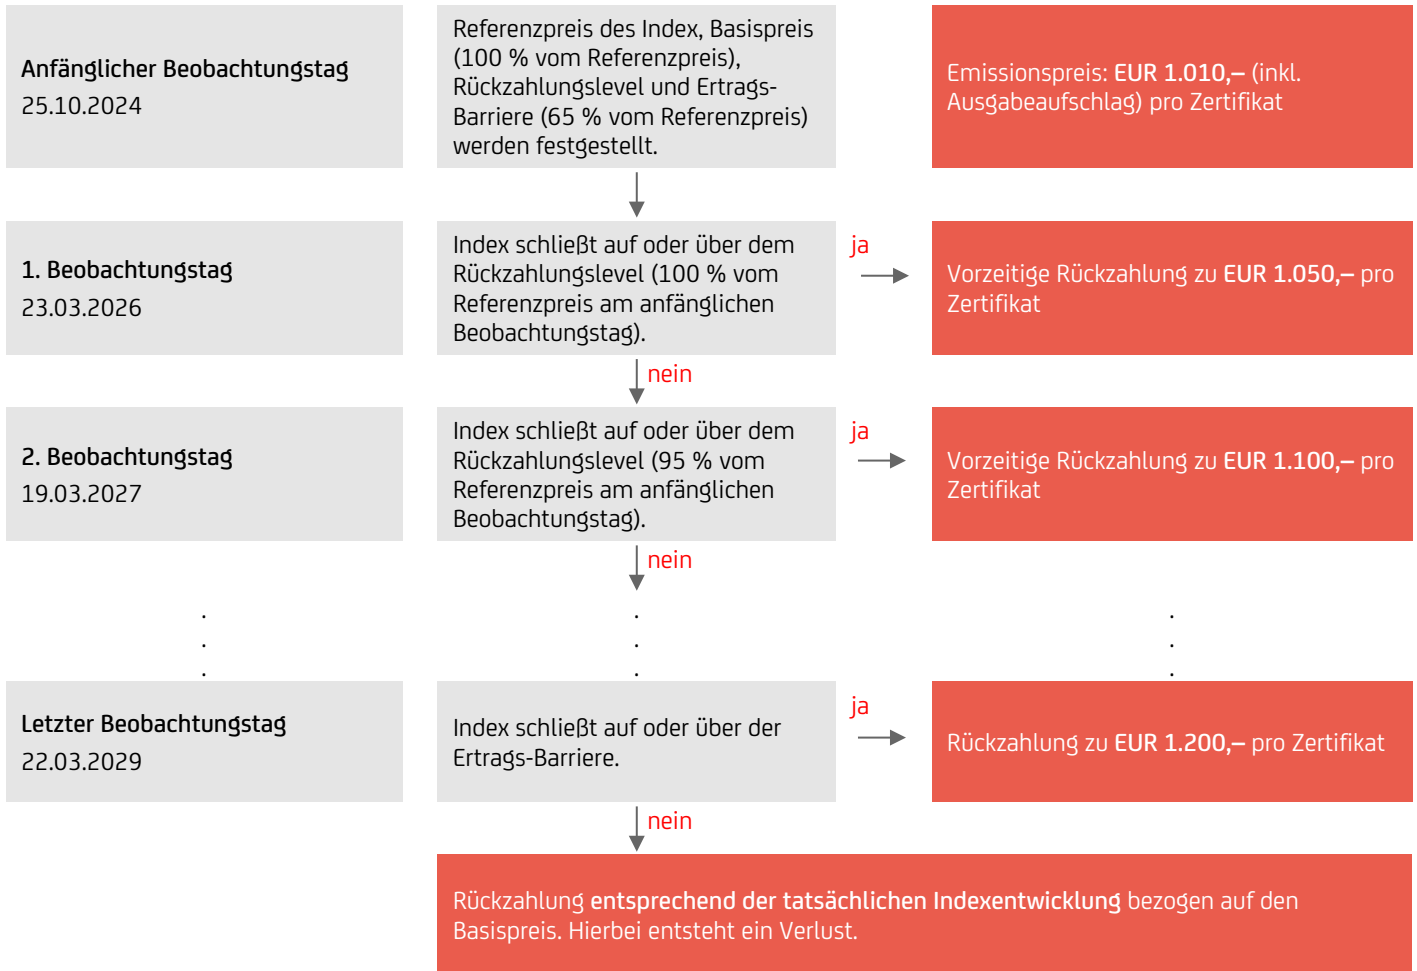 Anfänglicher Beobachtungstag
25.10.2024
Referenzpreis des Index, Basispreis
(100 % vom Referenzpreis),
Rückzahlungslevel und Ertrags-
Barriere (65 % vom Referenzpreis)
werden festgestellt.
Emissionspreis: EUR 1.010,– (inkl.
Ausgabeaufschlag) pro Zertifikat
1. Beobachtungstag
23.03.2026
Index schließt auf oder über dem
Rückzahlungslevel (100 % vom
Referenzpreis am anfänglichen
Beobachtungstag).
ja
Vorzeitige Rückzahlung zu EUR 1.050,– pro
Zertifikat
nein
2. Beobachtungstag
19.03.2027
Index schließt auf oder über dem
Rückzahlungslevel (95 % vom
Referenzpreis am anfänglichen
Beobachtungstag).
ja
Vorzeitige Rückzahlung zu EUR 1.100,– pro
Zertifikat
nein
. . .
. . .
. . .
Letzter Beobachtungstag
22.03.2029
Index schließt auf oder über der
Ertrags-Barriere.
ja
Rückzahlung zu EUR 1.200,– pro Zertifikat
nein
Rückzahlung entsprechend der tatsächlichen Indexentwicklung bezogen auf den
Basispreis. Hierbei entsteht ein Verlust.